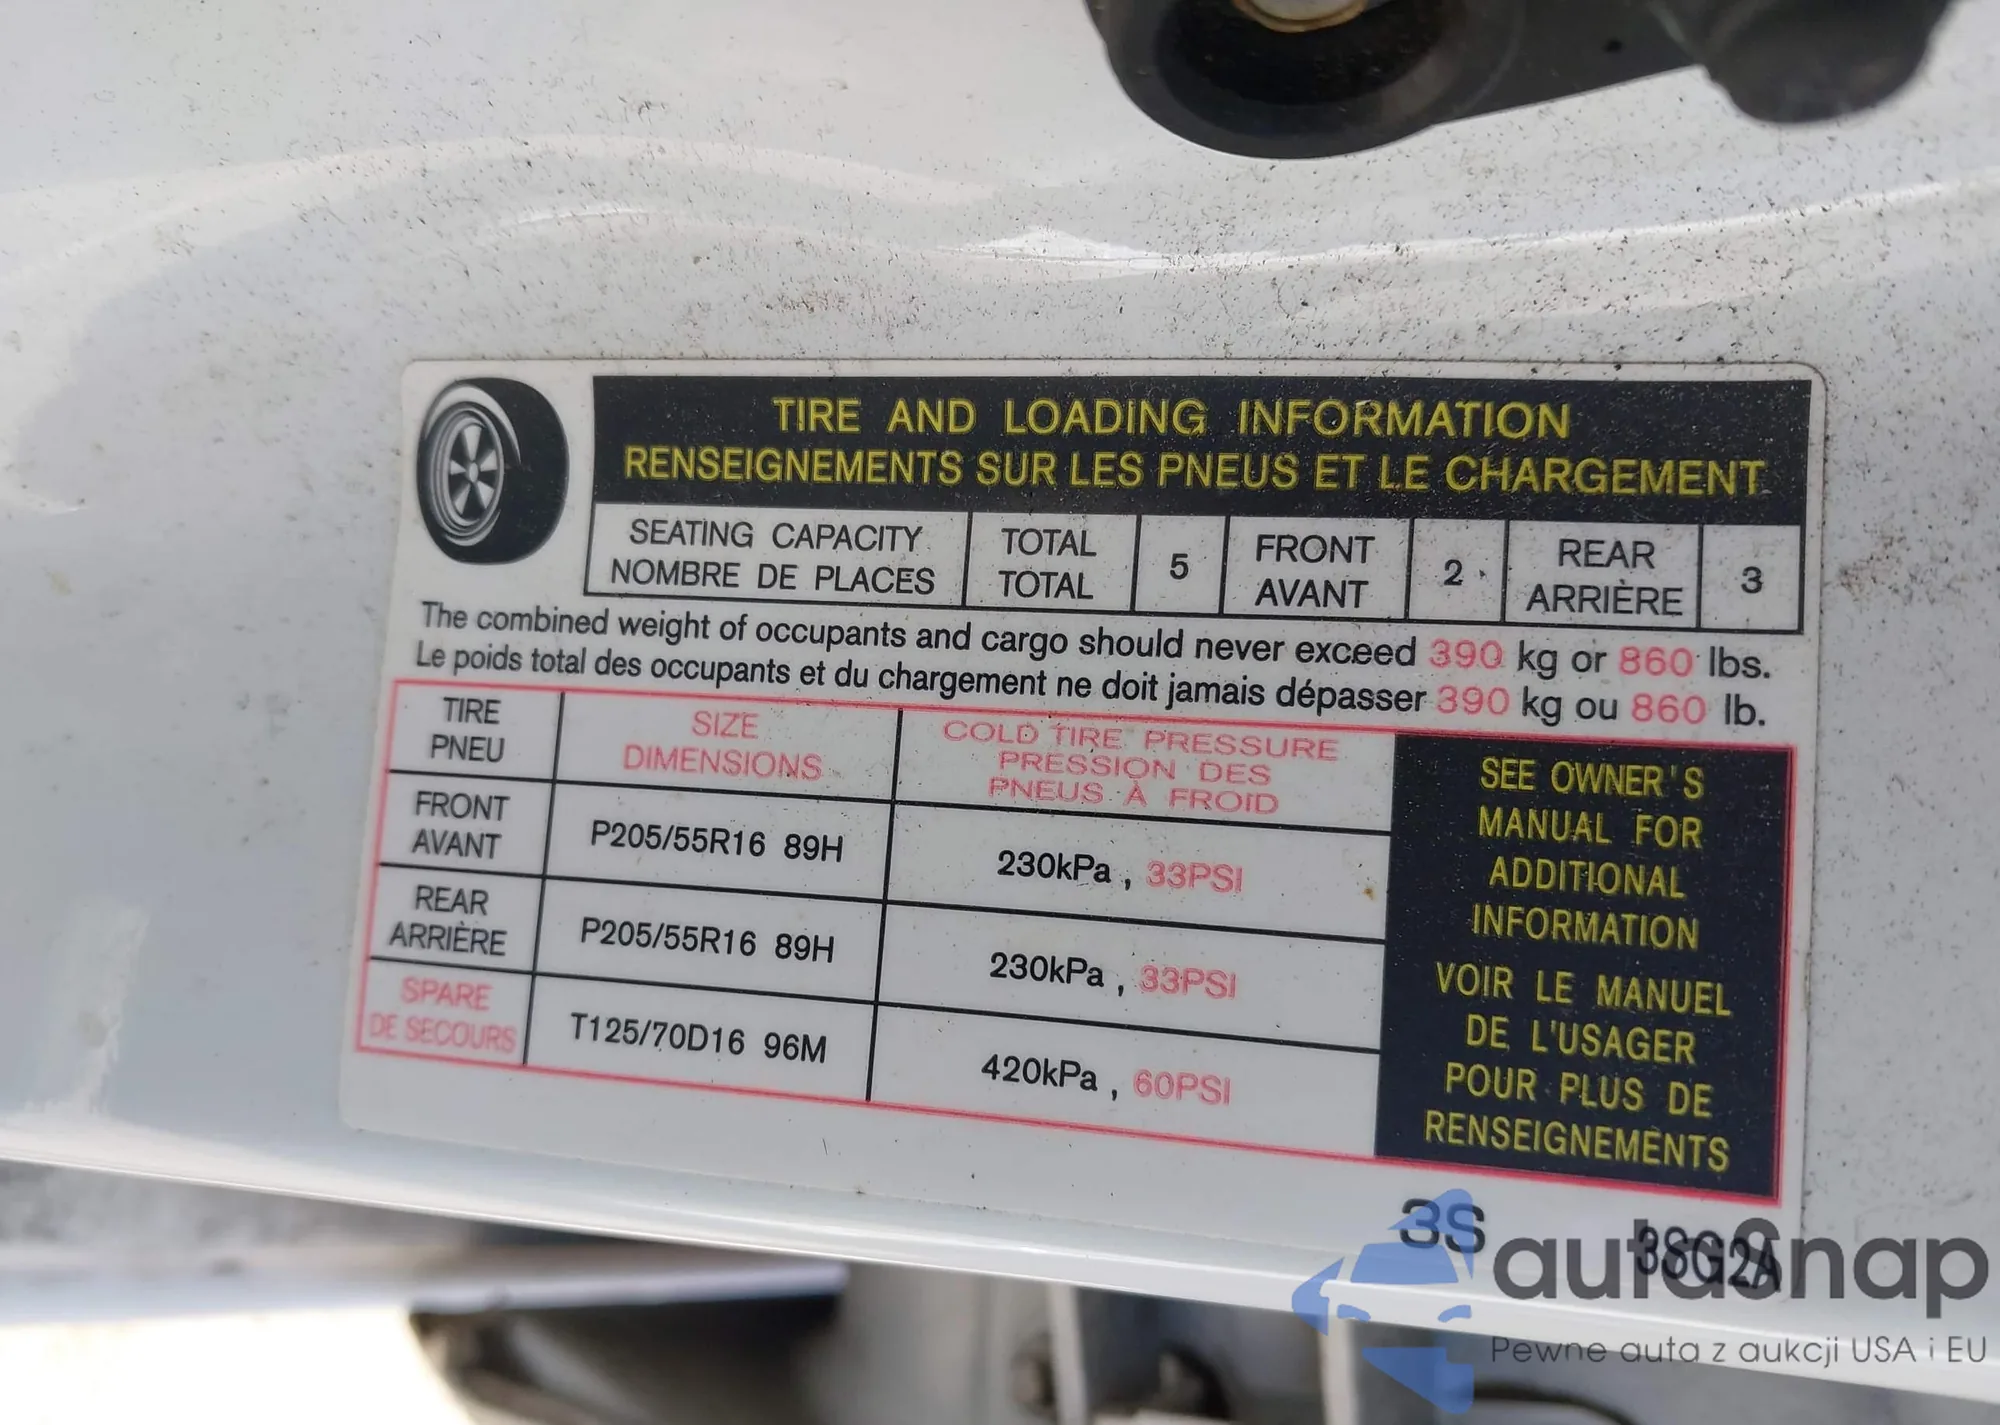 TIRE AND LOADING INFORMATION
RENSEIGNEMENTS SUR LES PNEUS ET LE CHARGEMENT
SEATING CAPACITY
NOMBRE DE PLACES
TOTAL
TOTAL
5
FRONT
AVANT
2
REAR
ARRIÈRE
3
The combined weight of occupants and cargo should never exceed 390 kg or 860 lbs.
Le poids total des occupants et du chargement ne doit jamais dépasser 390 kg ou 860 lb.
TIRE
PNEU
SIZE
DIMENSIONS
COLD TIRE PRESSURE
PRESSION DES
PNEUS À FROID
FRONT
AVANT
P205/55R16 89H
230kPa , 33PSI
REAR
ARRIÈRE
P205/55R16 89H
230kPa , 33PSI
SPARE
DE SECOURS
T125/70D16 96M
420kPa , 60PSI
SEE OWNER'S
MANUAL FOR
ADDITIONAL
INFORMATION
VOIR LE MANUEL
DE L'USAGER
POUR PLUS DE
RENSEIGNEMENTS
3S
3SG2A
autosnap
Pewne auta z aukcji USA i EU